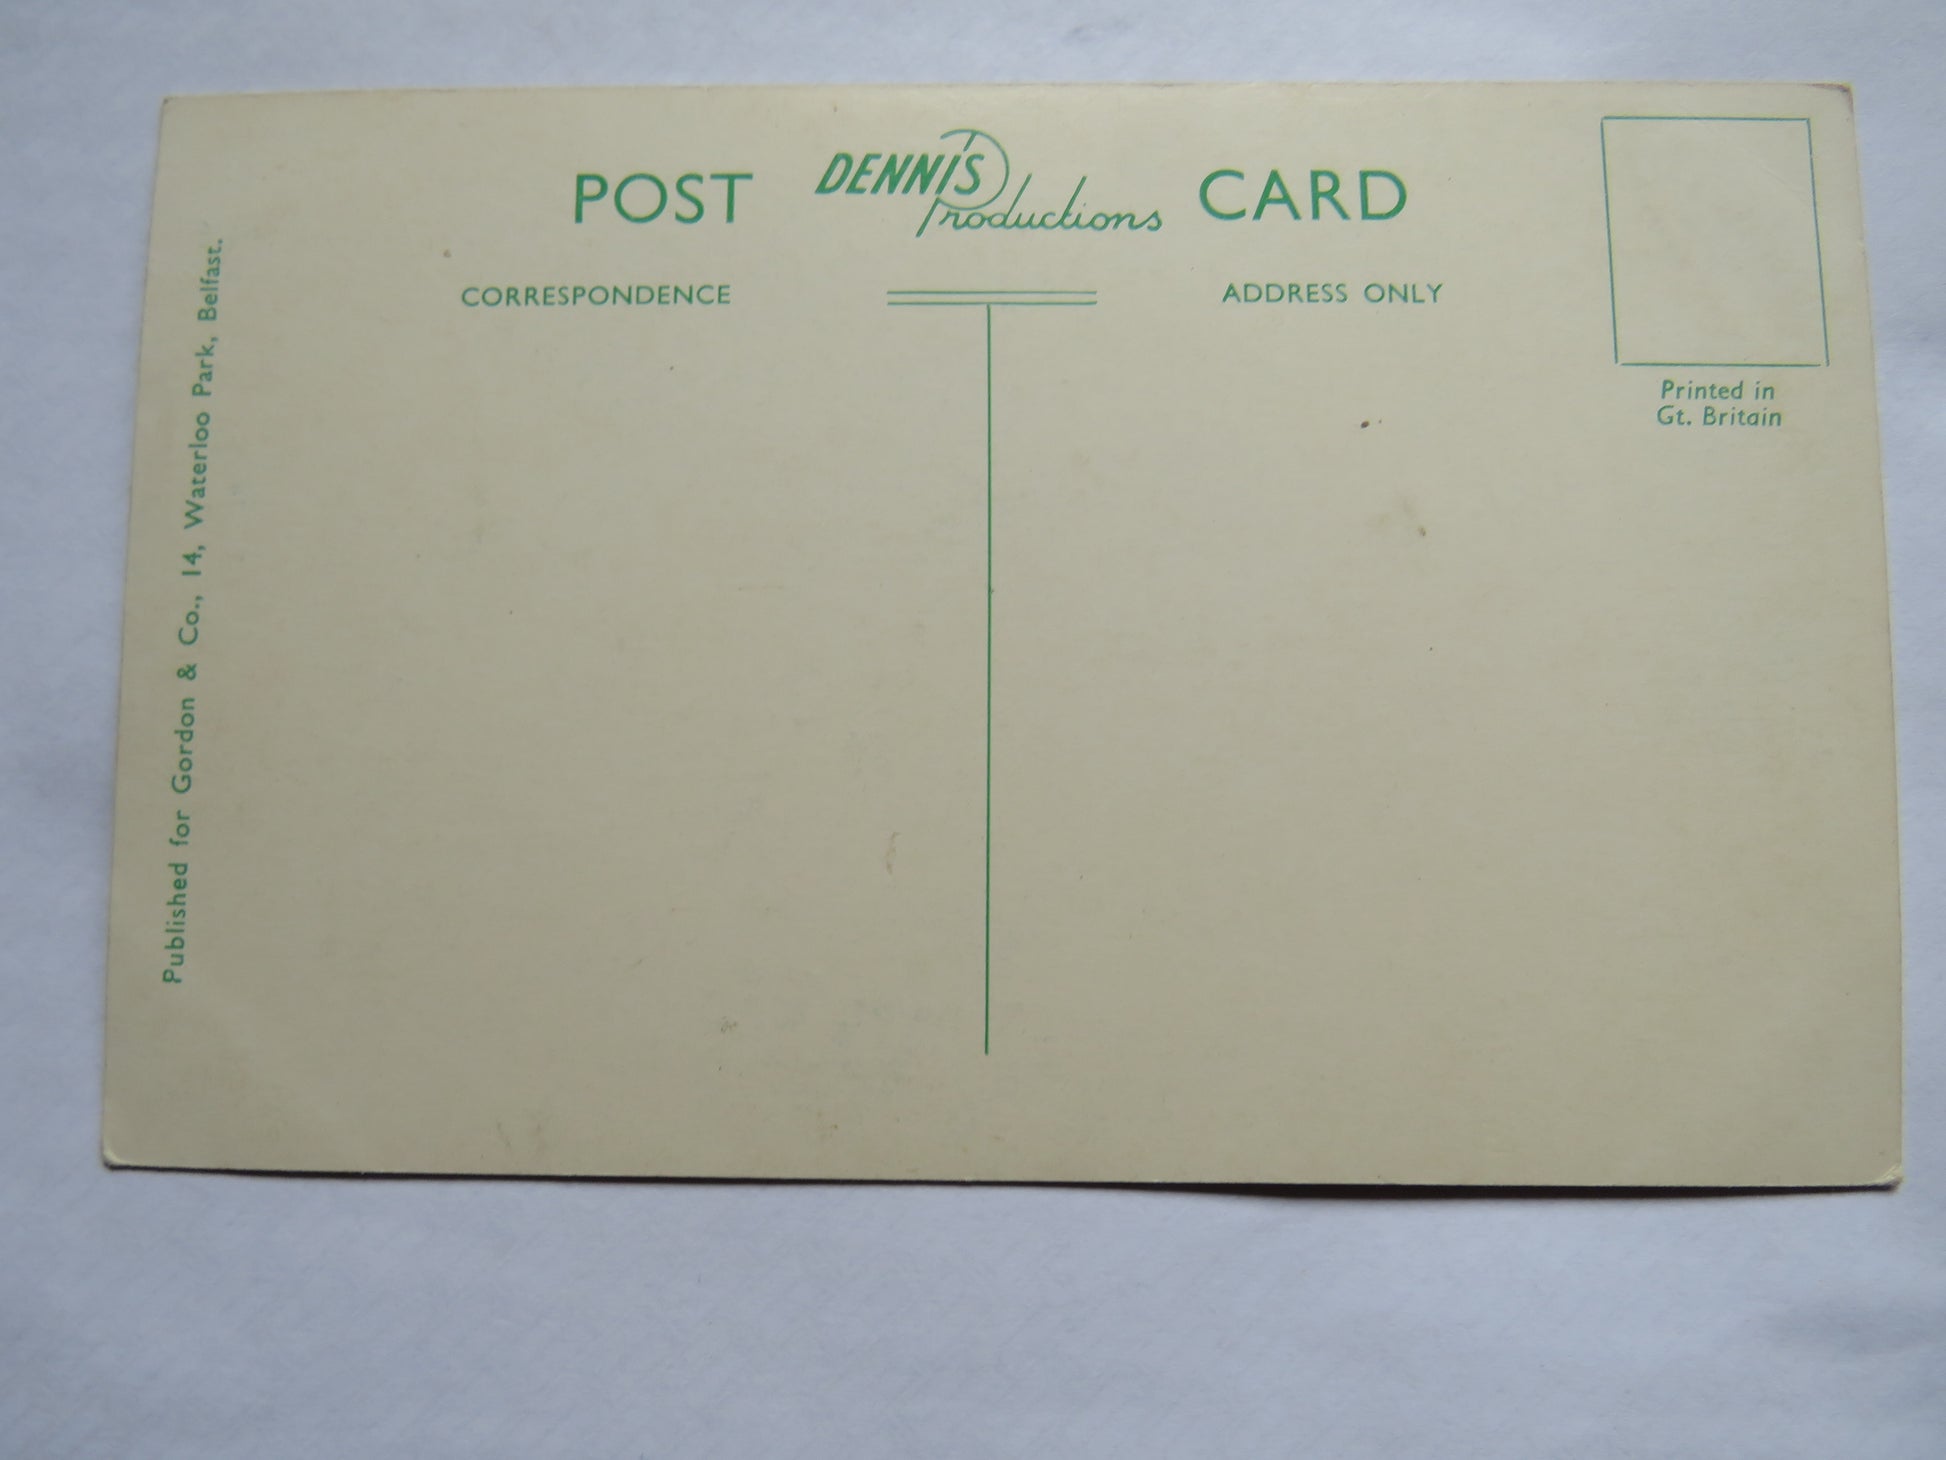 POST DENNIS Productions CARD
CORRESPONDENCE
ADDRESS ONLY
Printed in
Gt. Britain
Published for Gordon & Co., 14, Waterloo Park, Belfast.